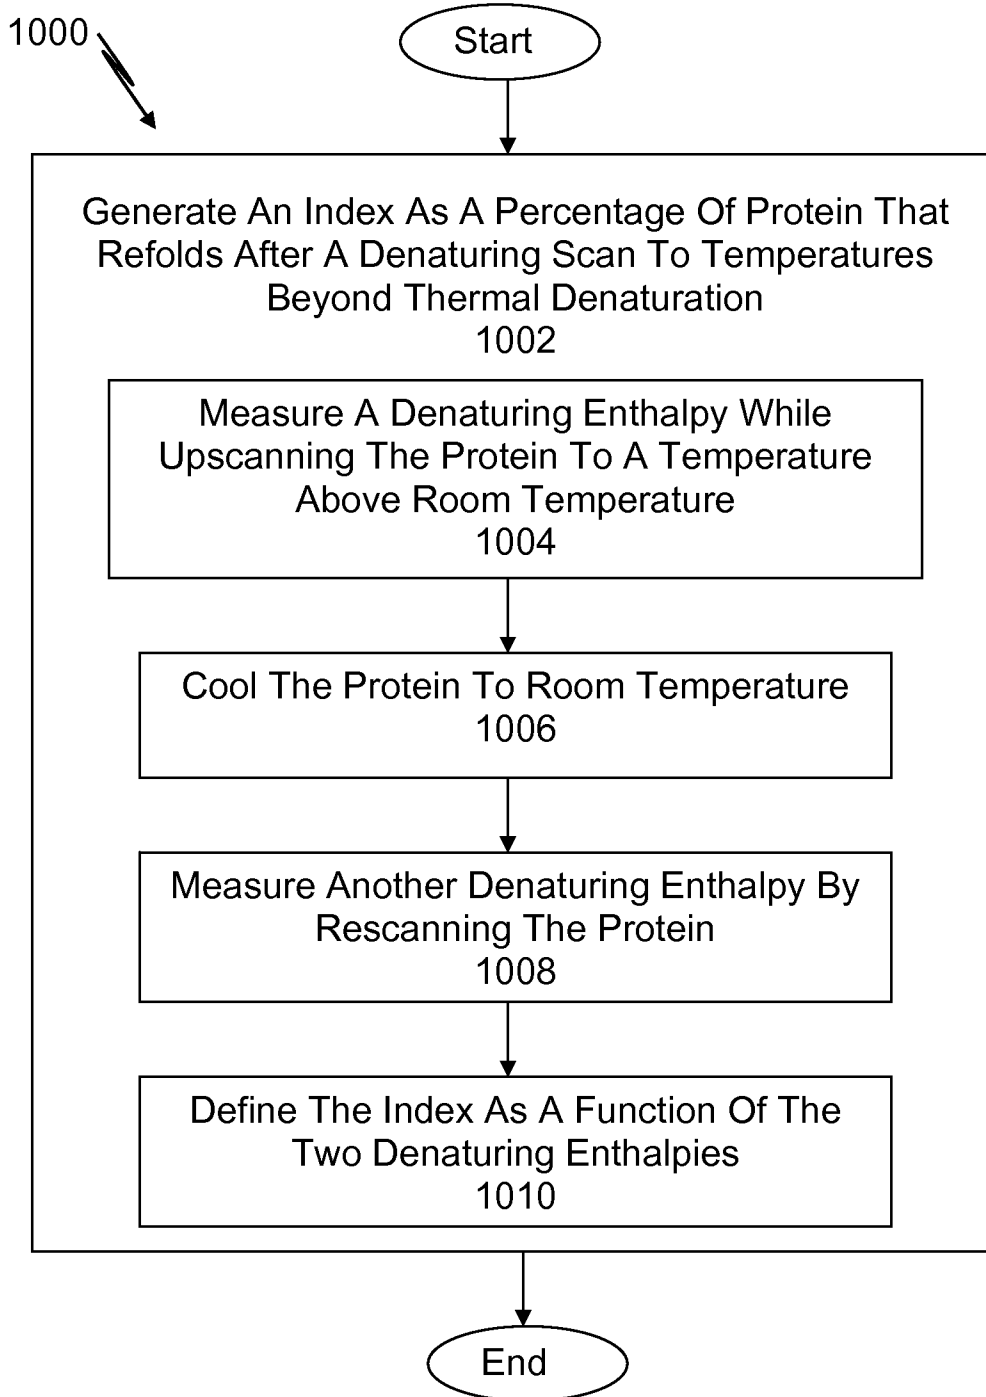 1000
Start
Generate An Index As A Percentage Of Protein That
Refolds After A Denaturing Scan To Temperatures
Beyond Thermal Denaturation
1002
Measure A Denaturing Enthalpy While
Upscanning The Protein To A Temperature
Above Room Temperature
1004
Cool The Protein To Room Temperature
1006
Measure Another Denaturing Enthalpy By
Rescanning The Protein
1008
Define The Index As A Function Of The
Two Denaturing Enthalpies
1010
End